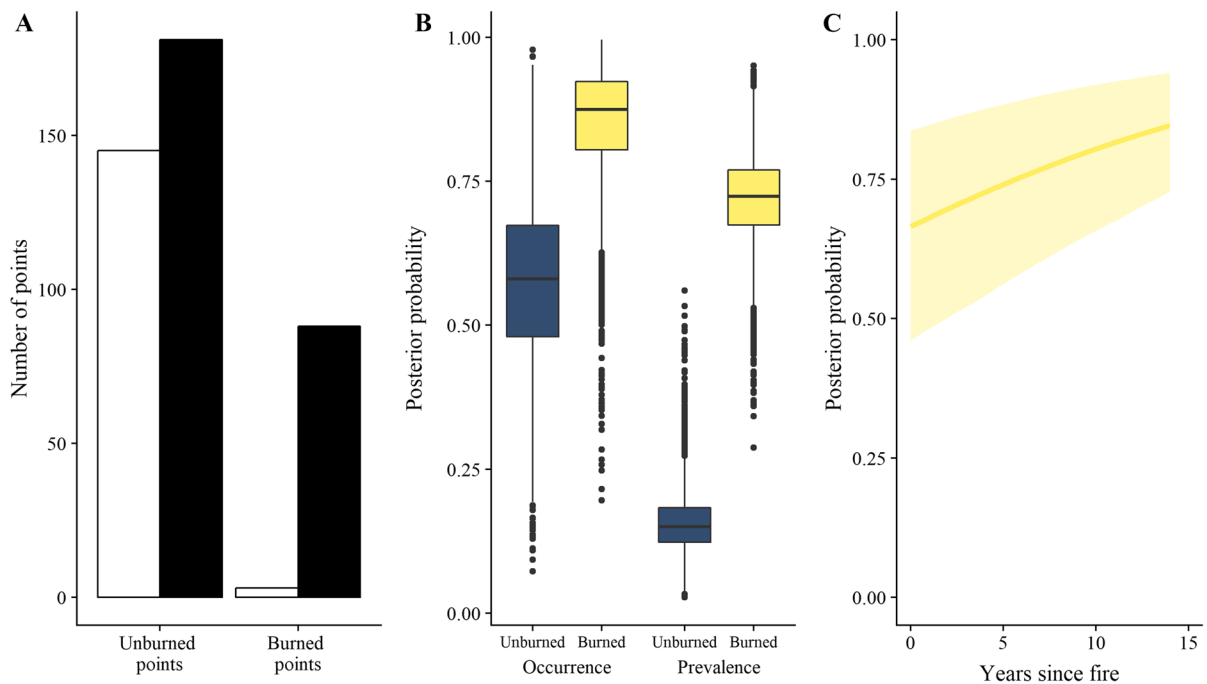 A
Number of points
150
100
50
0
Unburned
points
Burned
points
B
Posterior probability
1.00
0.75
0.50
0.25
0.00
Unburned Burned Unburned Burned
Occurrence Prevalence
C
Posterior probability
1.00
0.75
0.50
0.25
0.00
0 5 10 15
Years since fire